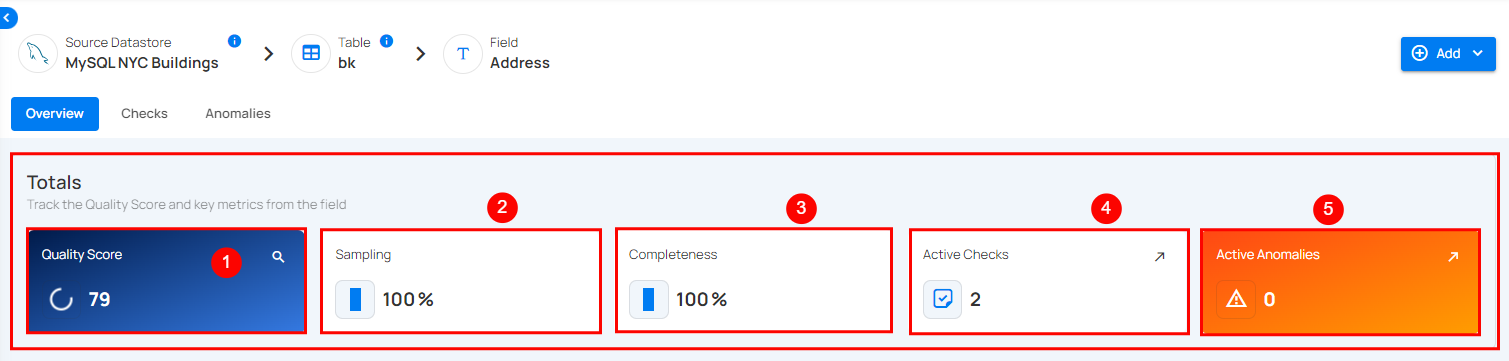 Source Datastore
MySQL NYC Buildings
Table
bk
T
Field
Address
Add
Overview
Checks
Anomalies
Totals
Track the Quality Score and key metrics from the field
1
Quality Score
79
2
Sampling
100%
3
Completeness
100%
4
Active Checks
2
5
Active Anomalies
0